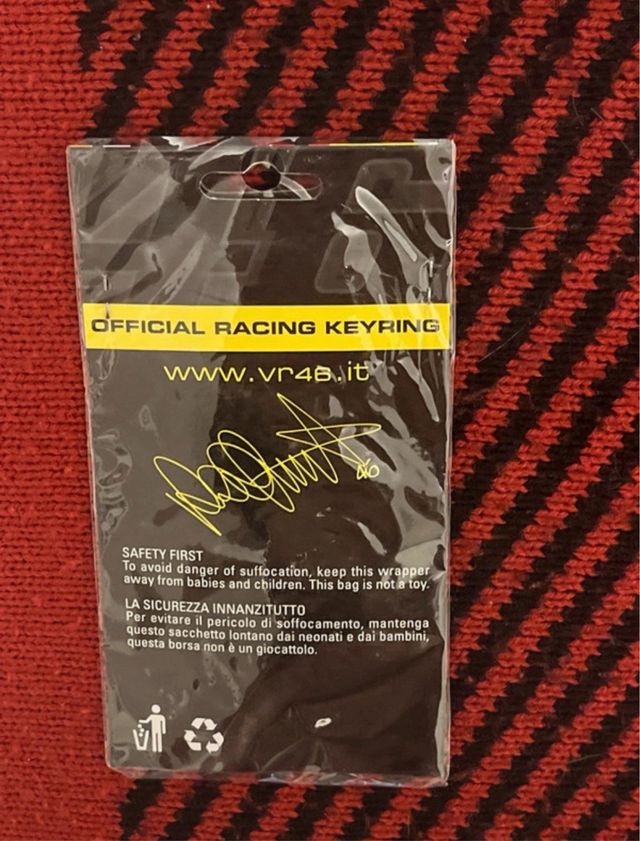 OFFICIAL RACING KEYRING
www.vr46.it
46
SAFETY FIRST
To avoid danger of suffocation, keep this wrapper
away from babies and children. This bag is not a toy.
LA SICUREZZA INNANZITUTTO
Per evitare il pericolo di soffocamento, mantenga
questo sacchetto lontano dai neonati e dai bambini,
questa borsa non è un giocattolo.